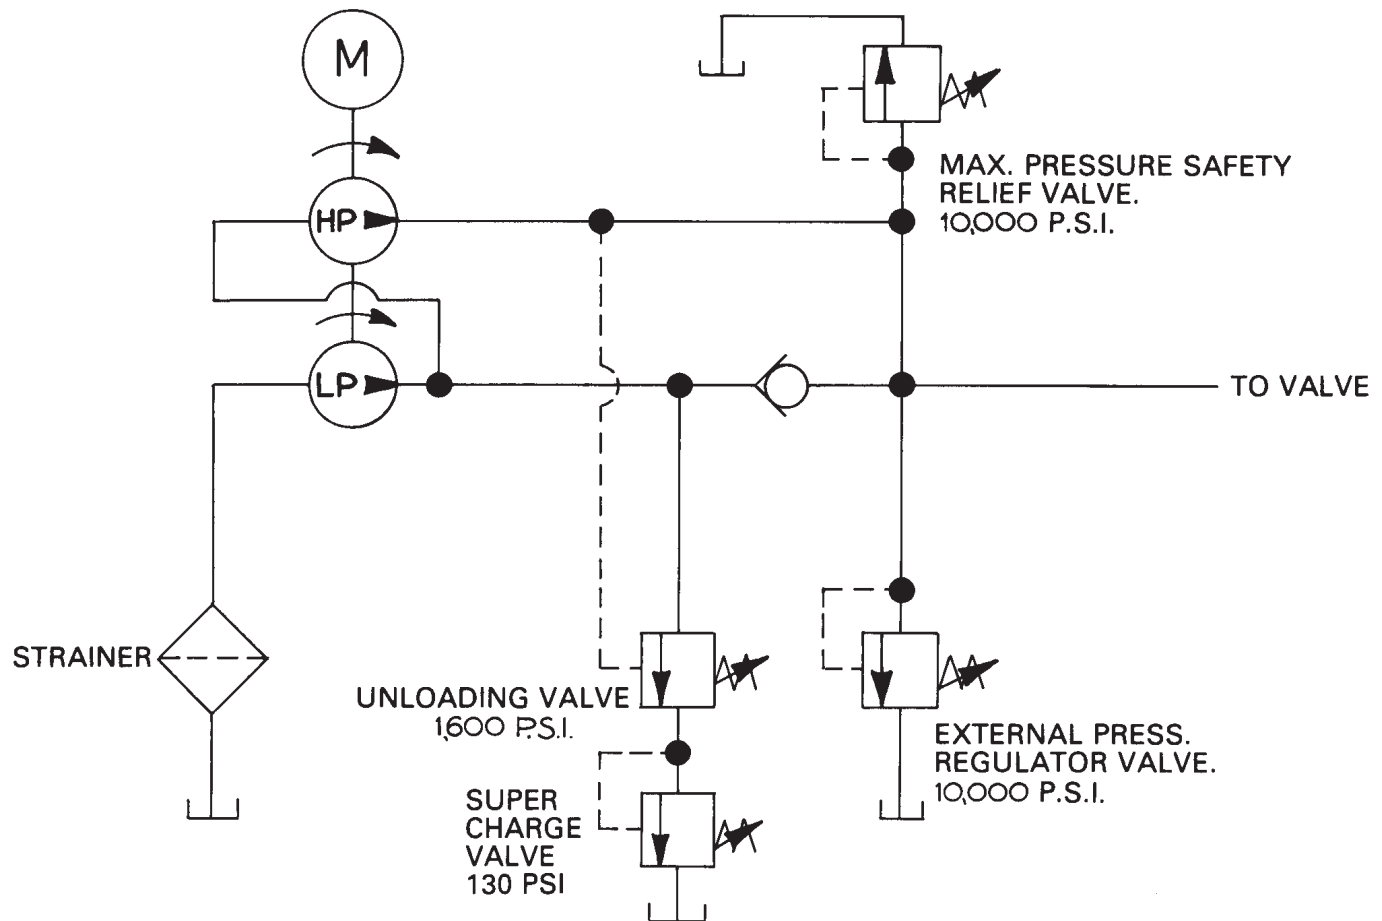 M
MAX. PRESSURE SAFETY
RELIEF VALVE.
10,000 P.S.I.
HP
LP
TO VALVE
STRAINER
UNLOADING VALVE
1,600 P.S.I.
EXTERNAL PRESS.
REGULATOR VALVE.
10,000 P.S.I.
SUPER
CHARGE
VALVE
130 PSI